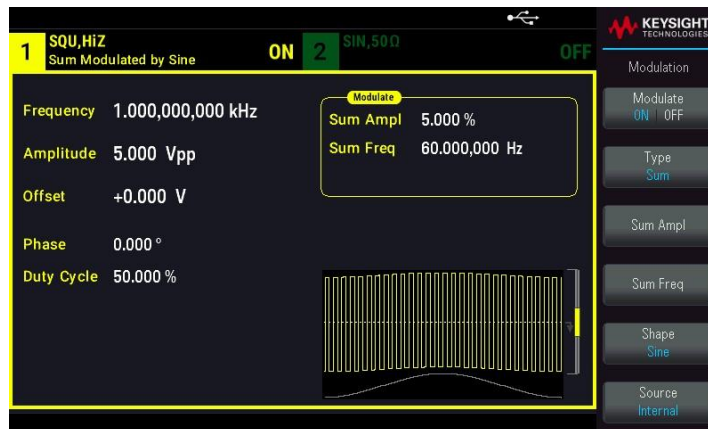 KEYSIGHT
TECHNOLOGIES
1
SQU,HiZ
Sum Modulated by Sine
ON
2
SIN,50Ω
OFF
Frequency 1.000,000,000 kHz
Amplitude 5.000 Vpp
Offset +0.000 V
Phase 0.000 °
Duty Cycle 50.000 %
Modulate
Sum Ampl 5.000 %
Sum Freq 60.000,000 Hz
Modulation
Modulate
ON | OFF
Type
Sum
Sum Ampl
Sum Freq
Shape
Sine
Source
Internal